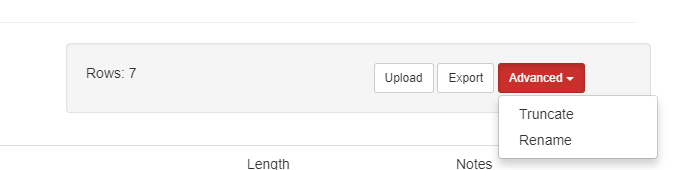 Rows: 7
Upload Export Advanced
Truncate
Rename
Length Notes